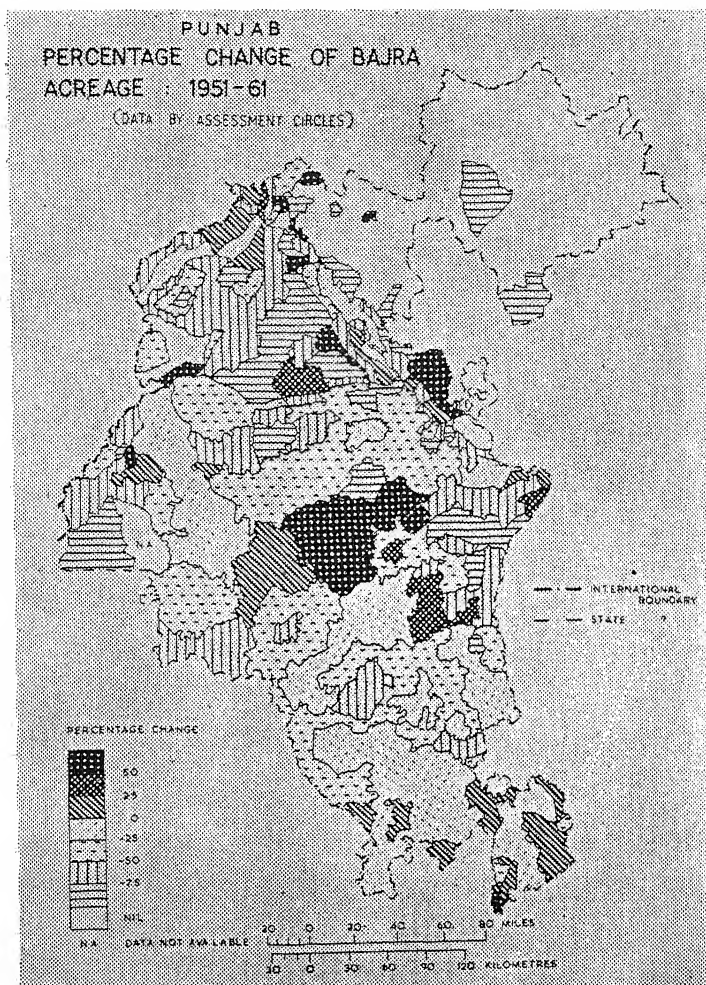 PUNJAB
PERCENTAGE CHANGE OF BAJRA
ACREAGE : 1951-61
(DATA BY ASSESSMENT CIRCLES)
N.A.
INTERNATIONAL
BOUNDARY
STATE "
PERCENTAGE CHANGE
50
25
0
-25
-50
-75
NIL
N.A. DATA NOT AVAILABLE
20 0 20 40 60 80 MILES
30 0 30 60 90 120 KILOMETRES